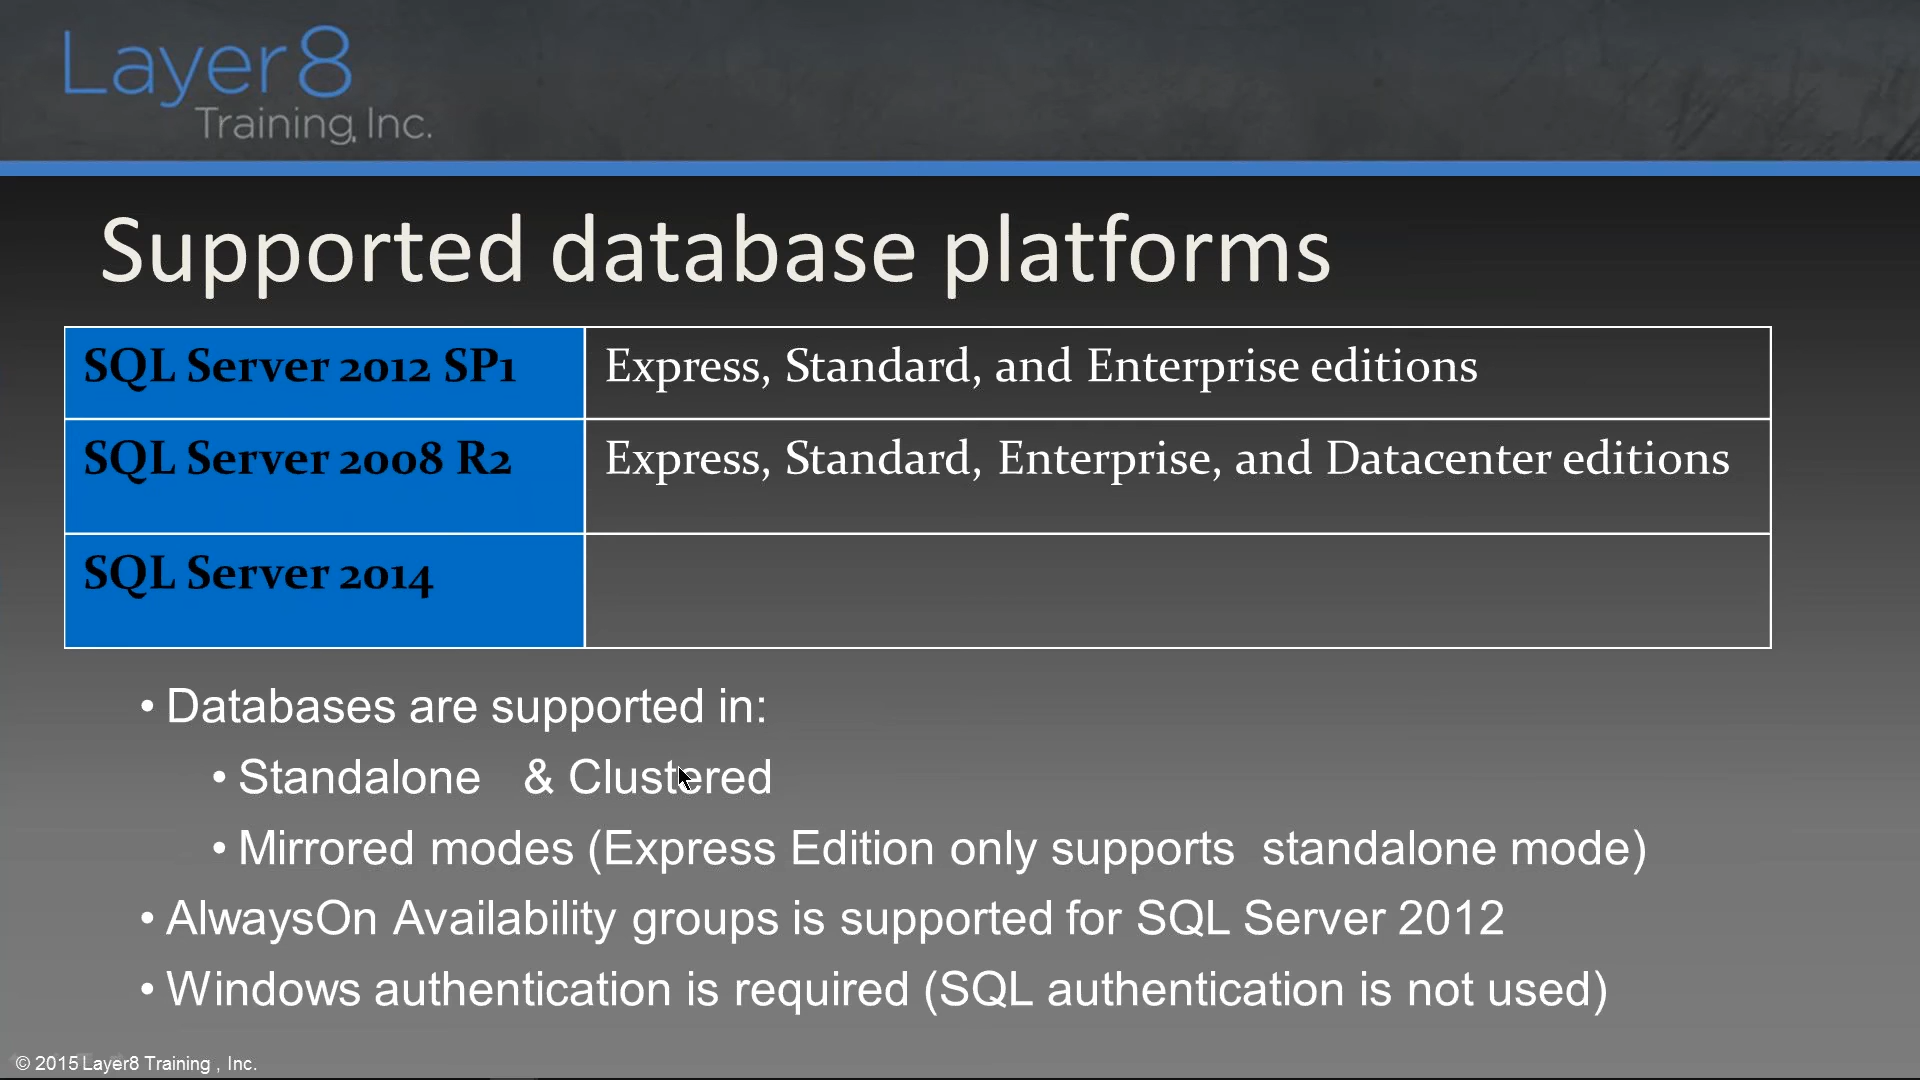 Layer8
Training, Inc.
Supported database platforms
SQL Server 2012 SP1
Express, Standard, and Enterprise editions
SQL Server 2008 R2
Express, Standard, Enterprise, and Datacenter editions
SQL Server 2014
• Databases are supported in:
• Standalone & Clustered
• Mirrored modes (Express Edition only supports standalone mode)
• AlwaysOn Availability groups is supported for SQL Server 2012
• Windows authentication is required (SQL authentication is not used)
© 2015 Layer8 Training , Inc.